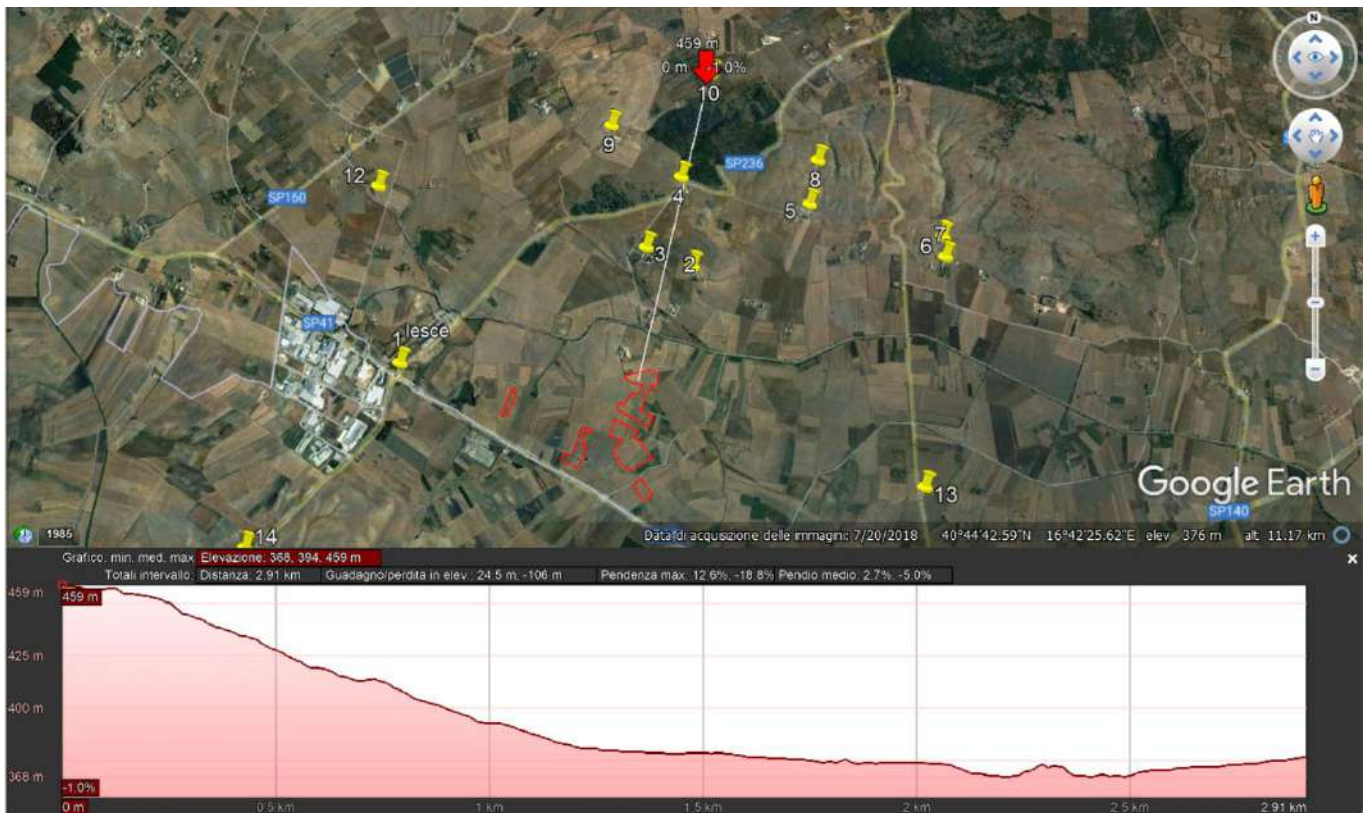 N
459 m
0 m -1.0%
10
9
SP236
12
8
SP160
4
5
7
3
6
2
SP41
1 Iesce
Google Earth
13
SP140
14
1985
Data di acquisizione delle immagini: 7/20/2018 40°44'42.59"N 16°42'25.62"E elev 376 m alt 11.17 km
Grafico. min. med. max Elevazione: 368, 394, 459 m
Totali intervallo: Distanza: 2.91 km Guadagno/perdita in elev.: 24.5 m, -106 m Pendenza max. 12.6%, -18.8% Pendio medio: 2.7%, -5.0%
459 m
459 m
425 m
400 m
368 m
-1.0%
0 m 0.5 km 1 km 1.5 km 2 km 2.5 km 2.91 km